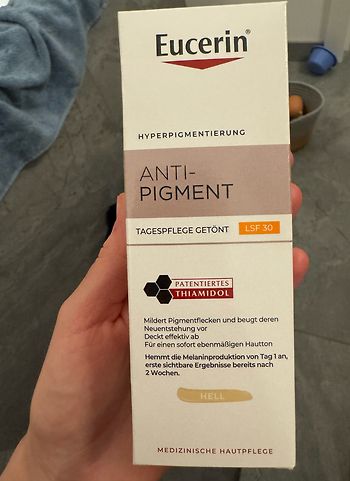 Eucerin®
HYPERPIGMENTIERUNG
ANTI-
PIGMENT
TAGESPFLEGE GETÖNT LSF 30
PATENTIERTES
THIAMIDOL
Mildert Pigmentflecken und beugt deren
Neuentstehung vor
Deckt effektiv ab
Für einen sofort ebenmäßigen Hautton
Hemmt die Melaninproduktion von Tag 1 an,
erste sichtbare Ergebnisse bereits nach
2 Wochen.
HELL
MEDIZINISCHE HAUTPFLEGE